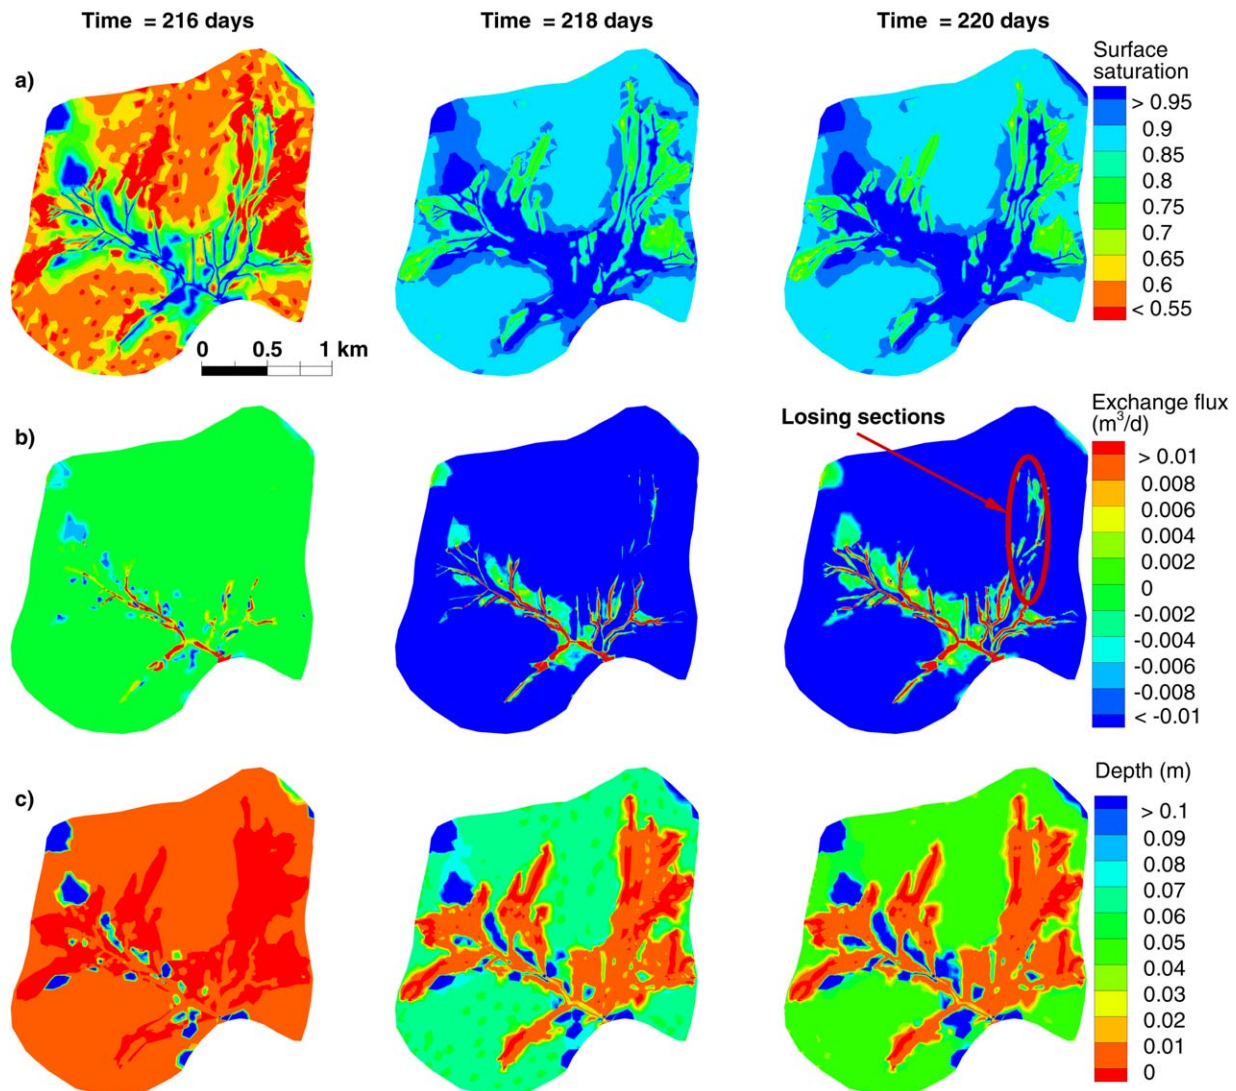 Time = 216 days
Time = 218 days
Time = 220 days
a)
Surface
saturation
> 0.95
0.9
0.85
0.8
0.75
0.7
0.65
0.6
< 0.55
0 0.5 1 km
b)
Losing sections
Exchange flux
(m³/d)
> 0.01
0.008
0.006
0.004
0.002
0
-0.002
-0.004
-0.006
-0.008
< -0.01
c)
Depth (m)
> 0.1
0.09
0.08
0.07
0.06
0.05
0.04
0.03
0.02
0.01
0